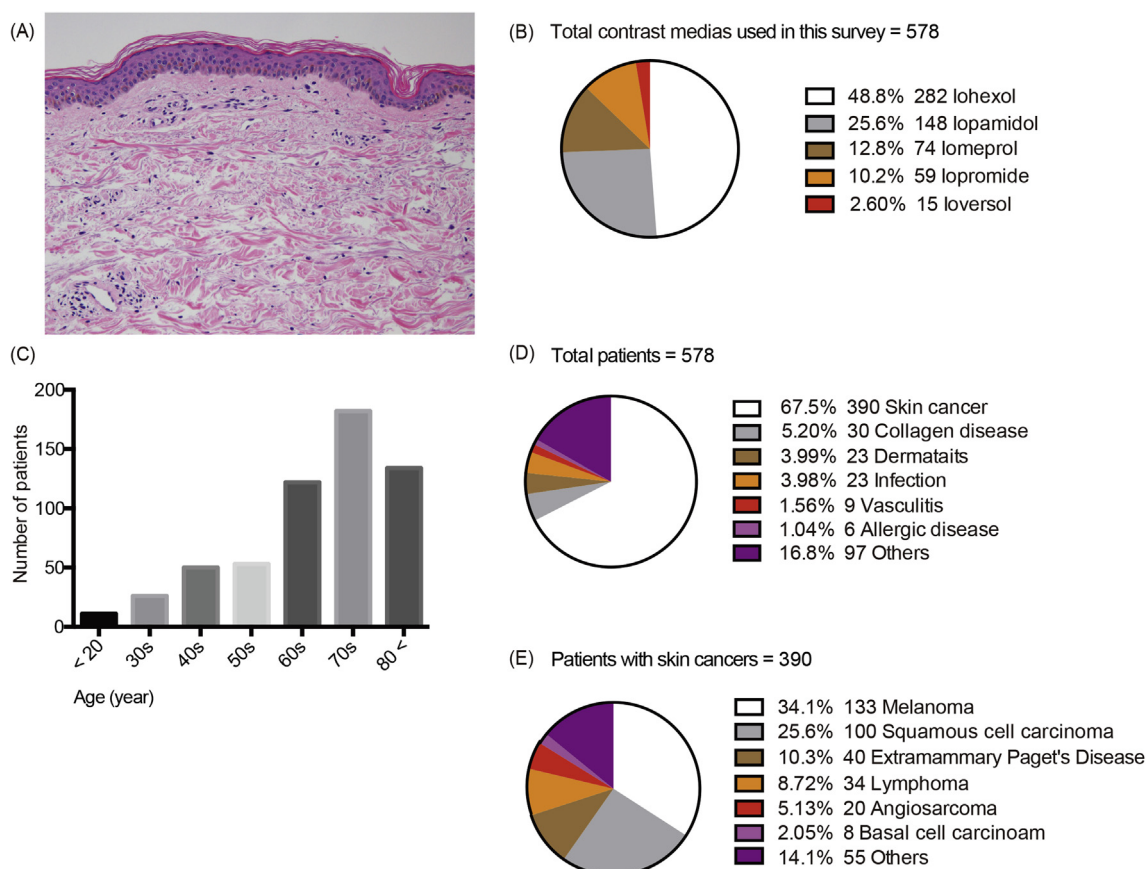 (A)
(B) Total contrast medias used in this survey = 578
48.8% 282 Iohexol
25.6% 148 Iopamidol
12.8% 74 Iomeprol
10.2% 59 Iopromide
2.60% 15 Ioversol
(C)
200
150
100
50
0
Number of patients
< 20
30s
40s
50s
60s
70s
80 <
Age (year)
(D) Total patients = 578
67.5% 390 Skin cancer
5.20% 30 Collagen disease
3.99% 23 Dermataits
3.98% 23 Infection
1.56% 9 Vasculitis
1.04% 6 Allergic disease
16.8% 97 Others
(E) Patients with skin cancers = 390
34.1% 133 Melanoma
25.6% 100 Squamous cell carcinoma
10.3% 40 Extramammary Paget's Disease
8.72% 34 Lymphoma
5.13% 20 Angiosarcoma
2.05% 8 Basal cell carcinoam
14.1% 55 Others